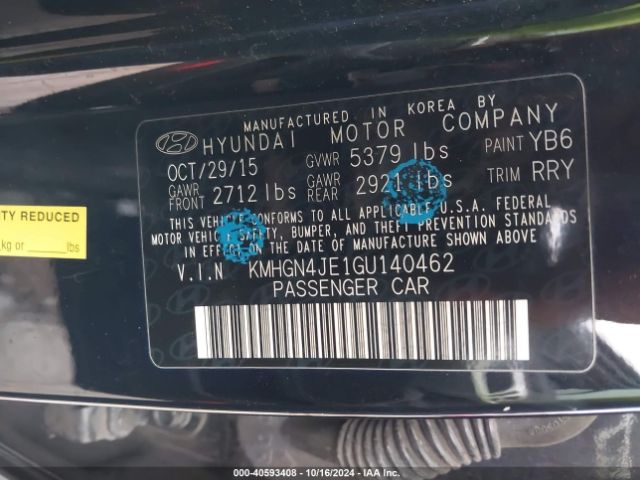 MANUFACTURED IN KOREA BY
HYUNDAI MOTOR COMPANY
OCT/29/15 GVWR 5379 lbs PAINT YB6
GAWR FRONT 2712 lbs GAWR REAR 2921 lbs TRIM RRY
THIS VEHICLE CONFORMS TO ALL APPLICABLE U.S.A. FEDERAL
MOTOR VEHICLE SAFETY, BUMPER, AND THEFT PREVENTION STANDARDS
IN EFFECT ON THE DATE OF MANUFACTURE SHOWN ABOVE.
V.I.N KMHGN4JE1GU140462
PASSENGER CAR
TY REDUCED
kg or ______lbs
000-40593408 - 10/16/2024 - IAA Inc.